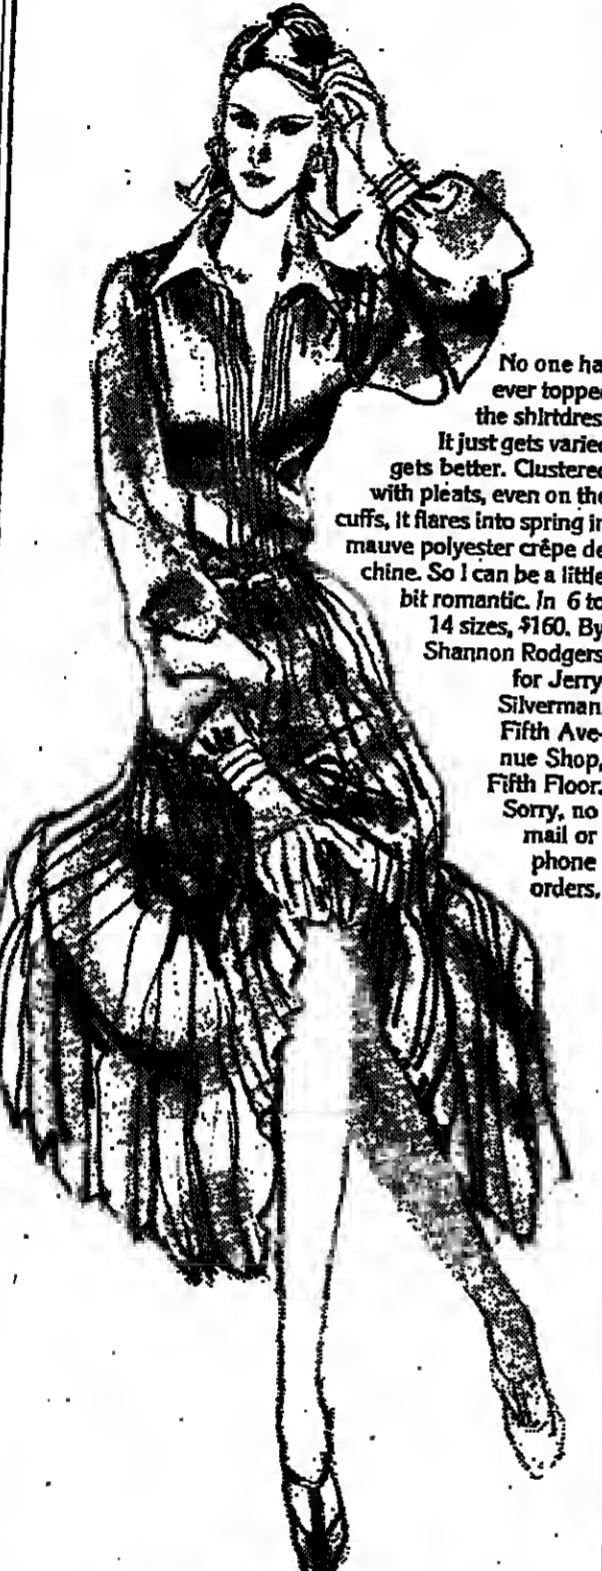 No one ha
ever toppe
the shirtdres
It just gets varie
gets better. Clustere
with pleats, even on the
cuffs, it flares into spring in
mauve polyester crêpe de
chine. So I can be a little
bit romantic. In 6 to
14 sizes, $160. By
Shannon Rodgers
for Jerry
Silverman.
Fifth Ave-
nue Shop,
Fifth Floor.
Sorry, no
mail or
phone
orders.